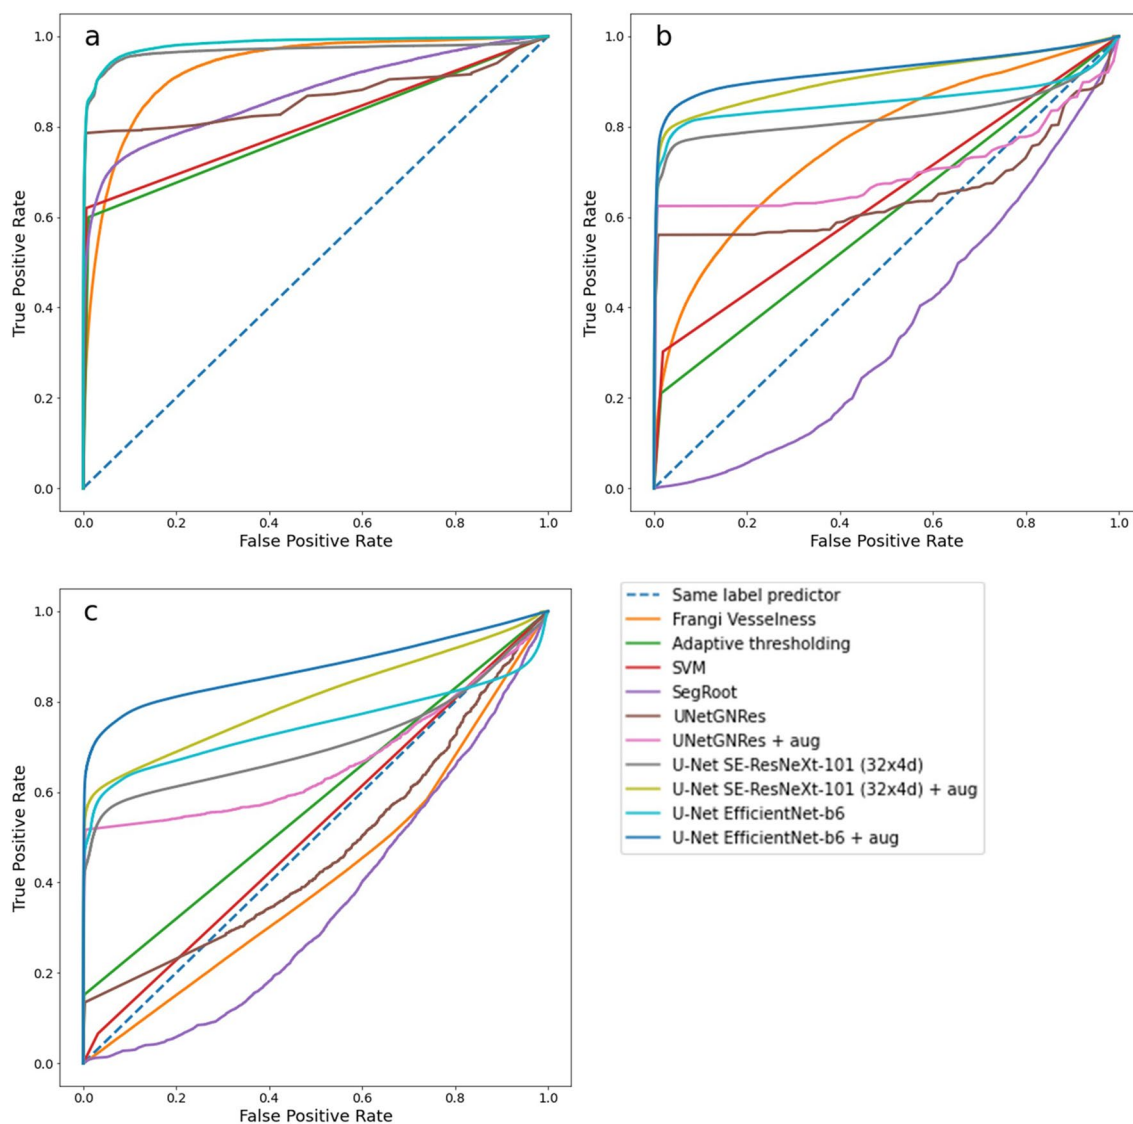 a
1.0
0.8
0.6
0.4
0.2
0.0
True Positive Rate
0.0 0.2 0.4 0.6 0.8 1.0
False Positive Rate
b
1.0
0.8
0.6
0.4
0.2
0.0
True Positive Rate
0.0 0.2 0.4 0.6 0.8 1.0
False Positive Rate
c
1.0
0.8
0.6
0.4
0.2
0.0
True Positive Rate
0.0 0.2 0.4 0.6 0.8 1.0
False Positive Rate
Same label predictor
Frangi Vesselness
Adaptive thresholding
SVM
SegRoot
UNetGNRes
UNetGNRes + aug
U-Net SE-ResNeXt-101 (32x4d)
U-Net SE-ResNeXt-101 (32x4d) + aug
U-Net EfficientNet-b6
U-Net EfficientNet-b6 + aug